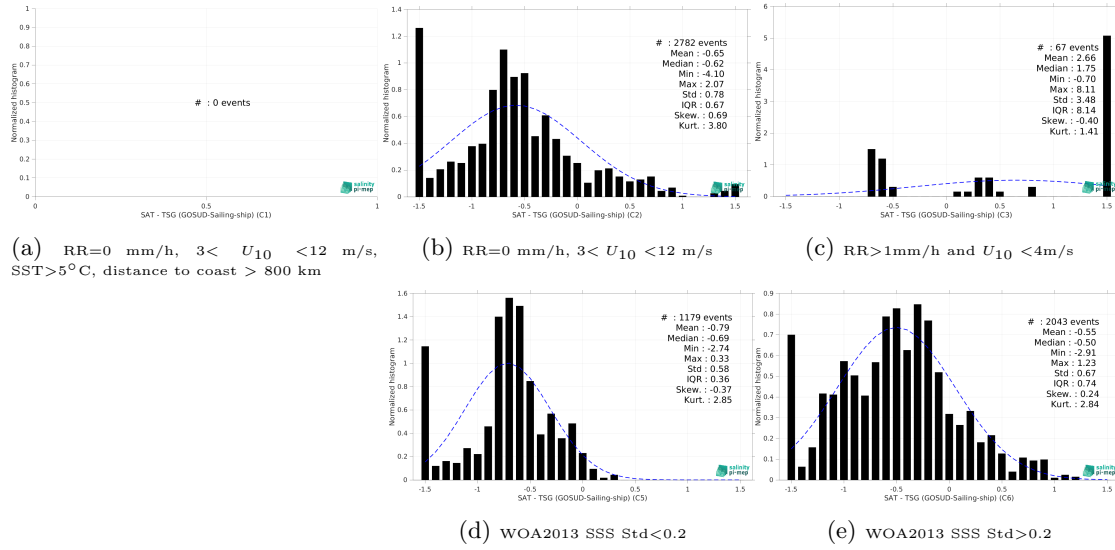 1
0.9
0.8
0.7
0.6
0.5
0.4
0.3
0.2
0.1
0
Normalized histogram
# : 0 events
salinity
pi-mep
0 0.5 1
SAT - TSG (GOSUD-Sailing-ship) (C1)
(a) RR=0 mm/h, 3< U10 <12 m/s,
SST>5°C, distance to coast > 800 km
1.4
1.2
1
0.8
0.6
0.4
0.2
0
Normalized histogram
# : 2782 events
Mean : -0.65
Median : -0.62
Min : -4.10
Max : 2.07
Std : 0.78
IQR : 0.67
Skew. : 0.69
Kurt. : 3.80
salinity
pi-mep
-1.5 -1 -0.5 0 0.5 1 1.5
SAT - TSG (GOSUD-Sailing-ship) (C2)
(b) RR=0 mm/h, 3< U10 <12 m/s
6
5
4
3
2
1
0
Normalized histogram
# : 67 events
Mean : 2.66
Median : 1.75
Min : -0.70
Max : 8.11
Std : 3.48
IQR : 8.14
Skew. : -0.40
Kurt. : 1.41
salinity
pi-mep
-1.5 -1 -0.5 0 0.5 1 1.5
SAT - TSG (GOSUD-Sailing-ship) (C3)
(c) RR>1mm/h and U10 <4m/s
1.6
1.4
1.2
1
0.8
0.6
0.4
0.2
0
Normalized histogram
# : 1179 events
Mean : -0.79
Median : -0.69
Min : -2.74
Max : 0.33
Std : 0.58
IQR : 0.36
Skew. : -0.37
Kurt. : 2.85
salinity
pi-mep
-1.5 -1 -0.5 0 0.5 1 1.5
SAT - TSG (GOSUD-Sailing-ship) (C5)
(d) WOA2013 SSS Std<0.2
0.9
0.8
0.7
0.6
0.5
0.4
0.3
0.2
0.1
0
Normalized histogram
# : 2043 events
Mean : -0.55
Median : -0.50
Min : -2.91
Max : 1.23
Std : 0.67
IQR : 0.74
Skew. : 0.24
Kurt. : 2.84
salinity
pi-mep
-1.5 -1 -0.5 0 0.5 1 1.5
SAT - TSG (GOSUD-Sailing-ship) (C6)
(e) WOA2013 SSS Std>0.2